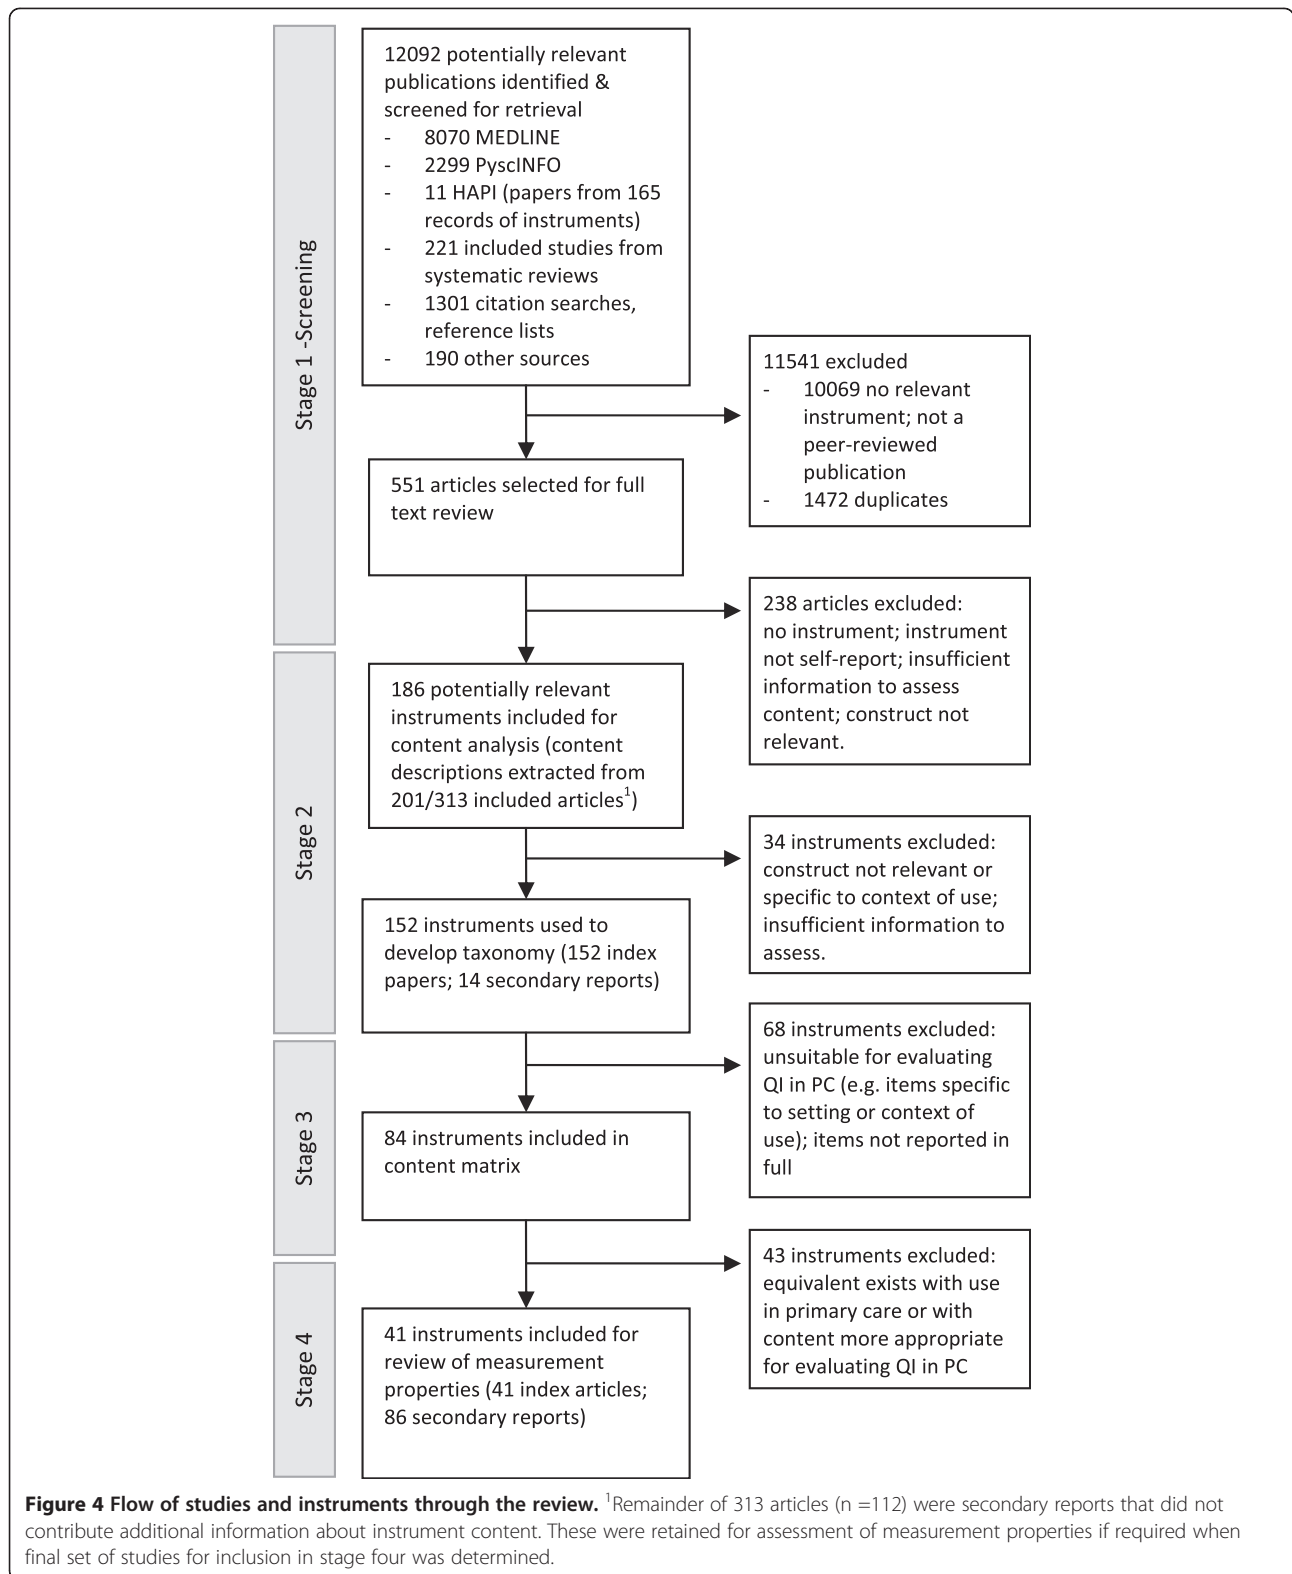 Stage 1 -Screening
12092 potentially relevant
publications identified &
screened for retrieval
- 8070 MEDLINE
- 2299 PyscINFO
- 11 HAPI (papers from 165
records of instruments)
- 221 included studies from
systematic reviews
- 1301 citation searches,
reference lists
- 190 other sources
11541 excluded
- 10069 no relevant
instrument; not a
peer-reviewed
publication
- 1472 duplicates
551 articles selected for full
text review
238 articles excluded:
no instrument; instrument
not self-report; insufficient
information to assess
content; construct not
relevant.
Stage 2
186 potentially relevant
instruments included for
content analysis (content
descriptions extracted from
201/313 included articles¹)
34 instruments excluded:
construct not relevant or
specific to context of use;
insufficient information to
assess.
152 instruments used to
develop taxonomy (152 index
papers; 14 secondary reports)
68 instruments excluded:
unsuitable for evaluating
QI in PC (e.g. items specific
to setting or context of
use); items not reported in
full
Stage 3
84 instruments included in
content matrix
43 instruments excluded:
equivalent exists with use
in primary care or with
content more appropriate
for evaluating QI in PC
Stage 4
41 instruments included for
review of measurement
properties (41 index articles;
86 secondary reports)
Figure 4 Flow of studies and instruments through the review. ¹Remainder of 313 articles (n =112) were secondary reports that did not
contribute additional information about instrument content. These were retained for assessment of measurement properties if required when
final set of studies for inclusion in stage four was determined.